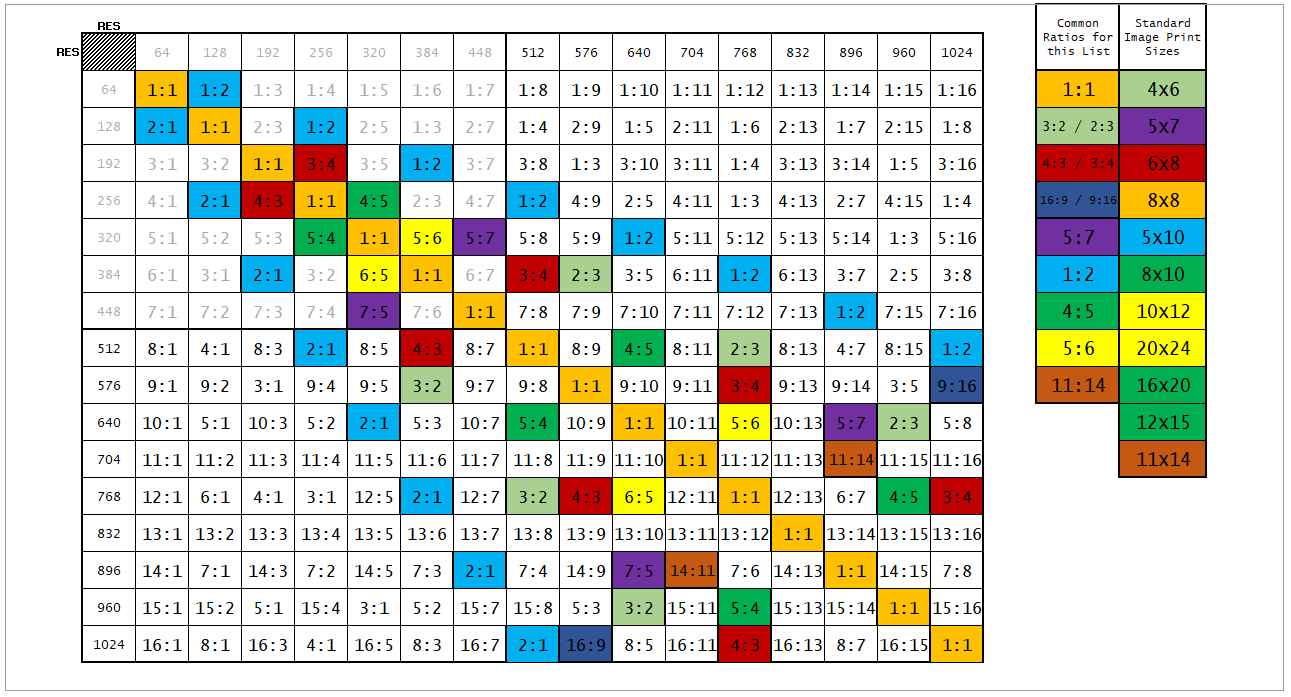 RES
RES 64 128 192 256 320 384 448 512 576 640 704 768 832 896 960 1024
64 1:1 1:2 1:3 1:4 1:5 1:6 1:7 1:8 1:9 1:10 1:11 1:12 1:13 1:14 1:15 1:16
128 2:1 1:1 2:3 1:2 2:5 1:3 2:7 1:4 2:9 1:5 2:11 1:6 2:13 1:7 2:15 1:8
192 3:1 3:2 1:1 3:4 3:5 1:2 3:7 3:8 1:3 3:10 3:11 1:4 3:13 3:14 1:5 3:16
256 4:1 2:1 4:3 1:1 4:5 2:3 4:7 1:2 4:9 2:5 4:11 1:3 4:13 2:7 4:15 1:4
320 5:1 5:2 5:3 5:4 1:1 5:6 5:7 5:8 5:9 1:2 5:11 5:12 5:13 5:14 1:3 5:16
384 6:1 3:1 2:1 3:2 6:5 1:1 6:7 3:4 2:3 3:5 6:11 1:2 6:13 3:7 2:5 3:8
448 7:1 7:2 7:3 7:4 7:5 7:6 1:1 7:8 7:9 7:10 7:11 7:12 7:13 1:2 7:15 7:16
512 8:1 4:1 8:3 2:1 8:5 4:3 8:7 1:1 8:9 4:5 8:11 2:3 8:13 4:7 8:15 1:2
576 9:1 9:2 3:1 9:4 9:5 3:2 9:7 9:8 1:1 9:10 9:11 3:4 9:13 9:14 3:5 9:16
640 10:1 5:1 10:3 5:2 2:1 5:3 10:7 5:4 10:9 1:1 10:11 5:6 10:13 5:7 2:3 5:8
704 11:1 11:2 11:3 11:4 11:5 11:6 11:7 11:8 11:9 11:10 1:1 11:12 11:13 11:14 11:15 11:16
768 12:1 6:1 4:1 3:1 12:5 2:1 12:7 3:2 4:3 6:5 12:11 1:1 12:13 6:7 4:5 3:4
832 13:1 13:2 13:3 13:4 13:5 13:6 13:7 13:8 13:9 13:10 13:11 13:12 1:1 13:14 13:15 13:16
896 14:1 7:1 14:3 7:2 14:5 7:3 2:1 7:4 14:9 7:5 14:11 7:6 14:13 1:1 14:15 7:8
960 15:1 15:2 5:1 15:4 3:1 5:2 15:7 15:8 5:3 3:2 15:11 5:4 15:13 15:14 1:1 15:16
1024 16:1 8:1 16:3 4:1 16:5 8:3 16:7 2:1 16:9 8:5 16:11 4:3 16:13 8:7 16:15 1:1
Common Standard
Ratios for Image Print
this List Sizes
1:1 4x6
3:2 / 2:3 5x7
4:3 / 3:4 6x8
16:9 / 9:16 8x8
5:7 5x10
1:2 8x10
4:5 10x12
5:6 20x24
11:14 16x20
12x15
11x14